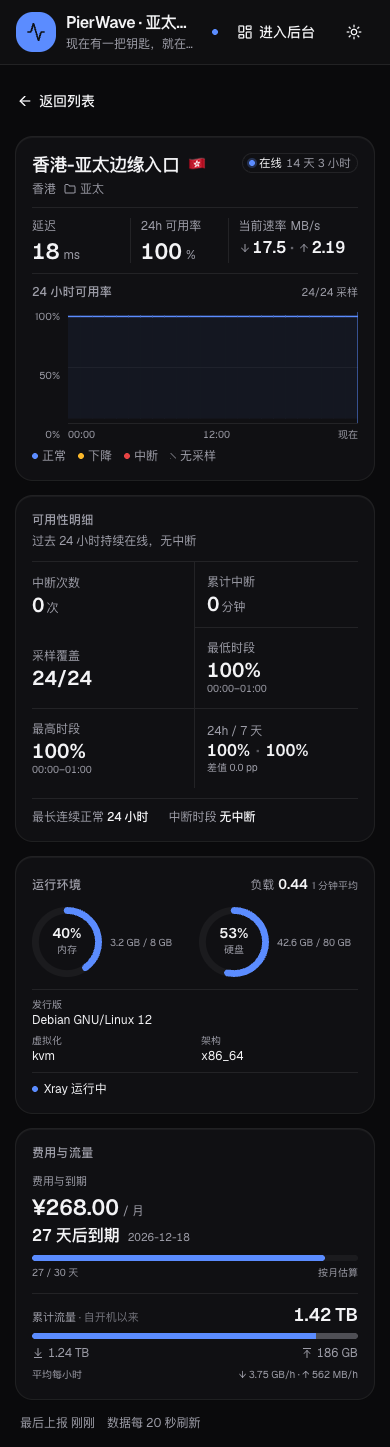 PierWave · 亚太...
现在有一把钥匙，就在...
进入后台
返回列表
香港-亚太边缘入口 🇭🇰
在线 14 天 3 小时
香港 亚太
延迟
18 ms
24h 可用率
100 %
当前速率 MB/s
↓ 17.5 · ↑ 2.19
24 小时可用率
24/24 采样
100%
50%
0%
00:00 12:00 现在
正常 下降 中断 无采样
可用性明细
过去 24 小时持续在线，无中断
中断次数
0 次
累计中断
0 分钟
采样覆盖
24/24
最低时段
100%
00:00–01:00
最高时段
100%
00:00–01:00
24h / 7 天
100% · 100%
差值 0.0 pp
最长连续正常 24 小时 中断时段 无中断
运行环境
负载 0.44 1 分钟平均
40%
内存
3.2 GB / 8 GB
53%
硬盘
42.6 GB / 80 GB
发行版
Debian GNU/Linux 12
虚拟化
kvm
架构
x86_64
Xray 运行中
费用与流量
费用与到期
¥268.00 / 月
27 天后到期 2026-12-18
27 / 30 天
按月估算
累计流量 · 自开机以来
1.42 TB
↓ 1.24 TB
↑ 186 GB
平均每小时
↓ 3.75 GB/h · ↑ 562 MB/h
最后上报 刚刚 数据每 20 秒刷新